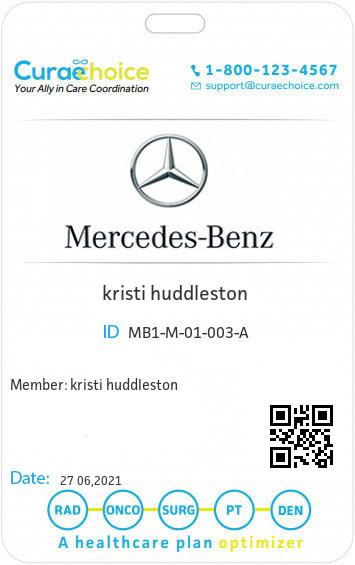 Curaechoice
Your Ally in Care Coordination
1-800-123-4567
support@curaechoice.com
Mercedes-Benz
kristi huddleston
ID MB1-M-01-003-A
Member: kristi huddleston
Date: 27 06,2021
RAD ONCO SURG PT DEN
A healthcare plan optimizer